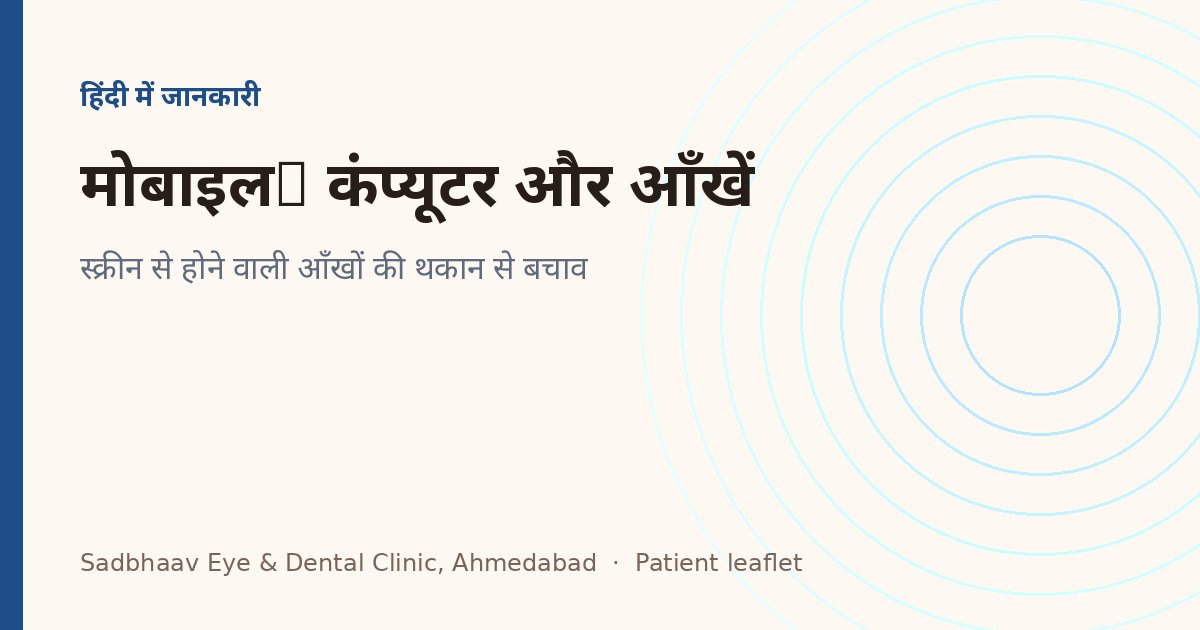 हिंदी में जानकारी
मोबाइल▯ कंप्यूटर और आँखें
स्क्रीन से होने वाली आँखों की थकान से बचाव
Sadbhaav Eye & Dental Clinic, Ahmedabad · Patient leaflet